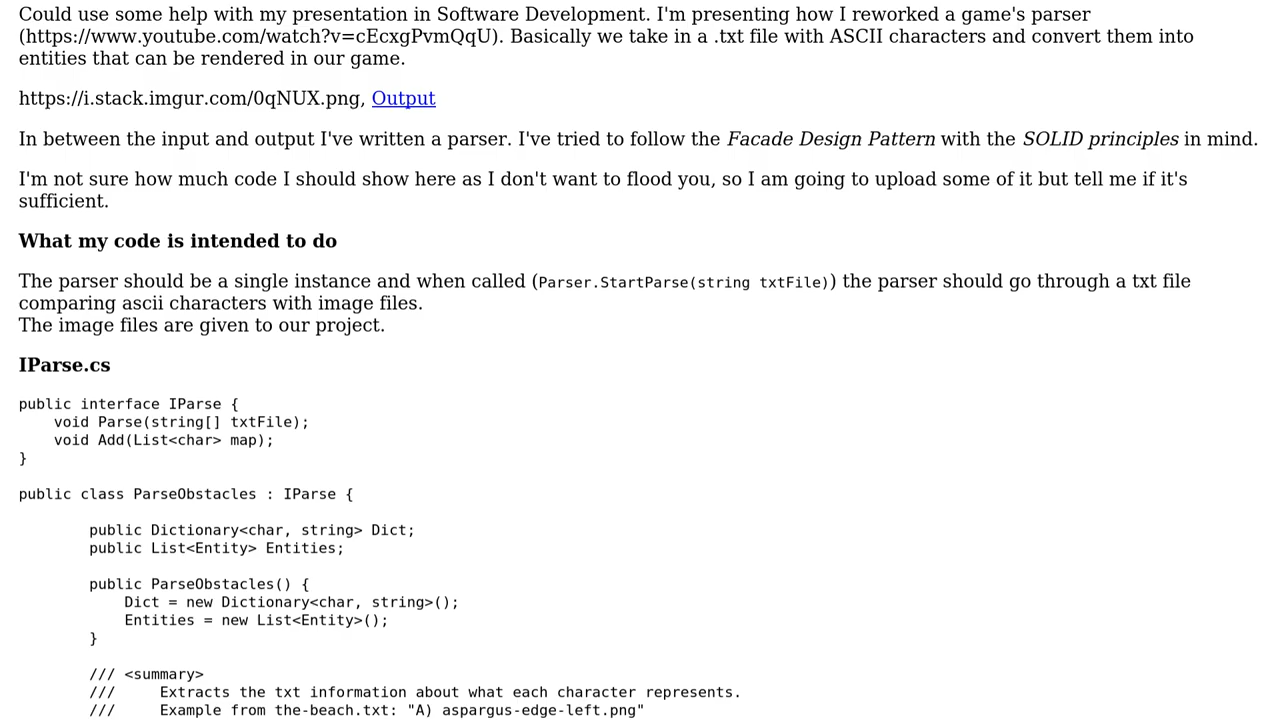 Could use some help with my presentation in Software Development. I'm presenting how I reworked a game's parser
(https://www.youtube.com/watch?v=cEcxgPvmQqU). Basically we take in a .txt file with ASCII characters and convert them into
entities that can be rendered in our game.
https://i.stack.imgur.com/0qNUX.png, Output
In between the input and output I've written a parser. I've tried to follow the Facade Design Pattern with the SOLID principles in mind.
I'm not sure how much code I should show here as I don't want to flood you, so I am going to upload some of it but tell me if it's
sufficient.
What my code is intended to do
The parser should be a single instance and when called (Parser.StartParse(string txtFile)) the parser should go through a txt file
comparing ascii characters with image files.
The image files are given to our project.
IParse.cs
public interface IParse {
    void Parse(string[] txtFile);
    void Add(List<char> map);
}
public class ParseObstacles : IParse {
        public Dictionary<char, string> Dict;
        public List<Entity> Entities;
        public ParseObstacles() {
            Dict = new Dictionary<char, string>();
            Entities = new List<Entity>();
        }
        /// <summary>
        ///     Extracts the txt information about what each character represents.
        ///     Example from the-beach.txt: "A) aspargus-edge-left.png"